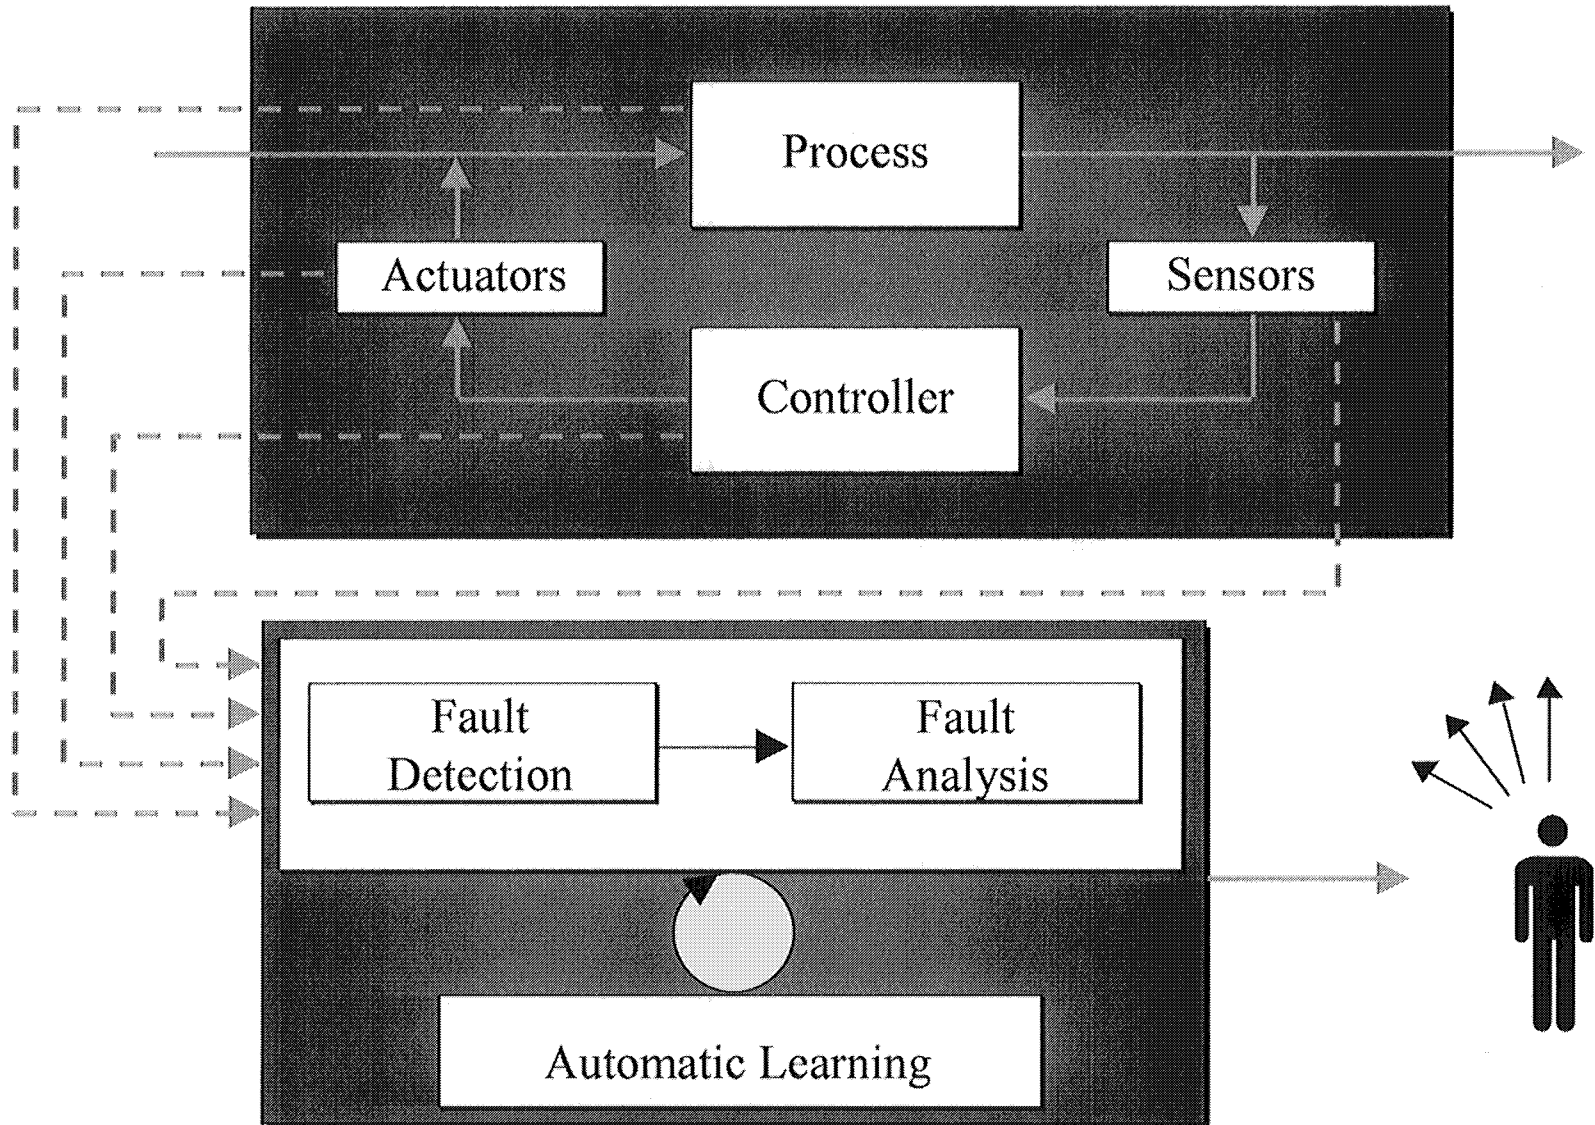 Process
Actuators
Sensors
Controller
Fault
Detection
Fault
Analysis
Automatic Learning